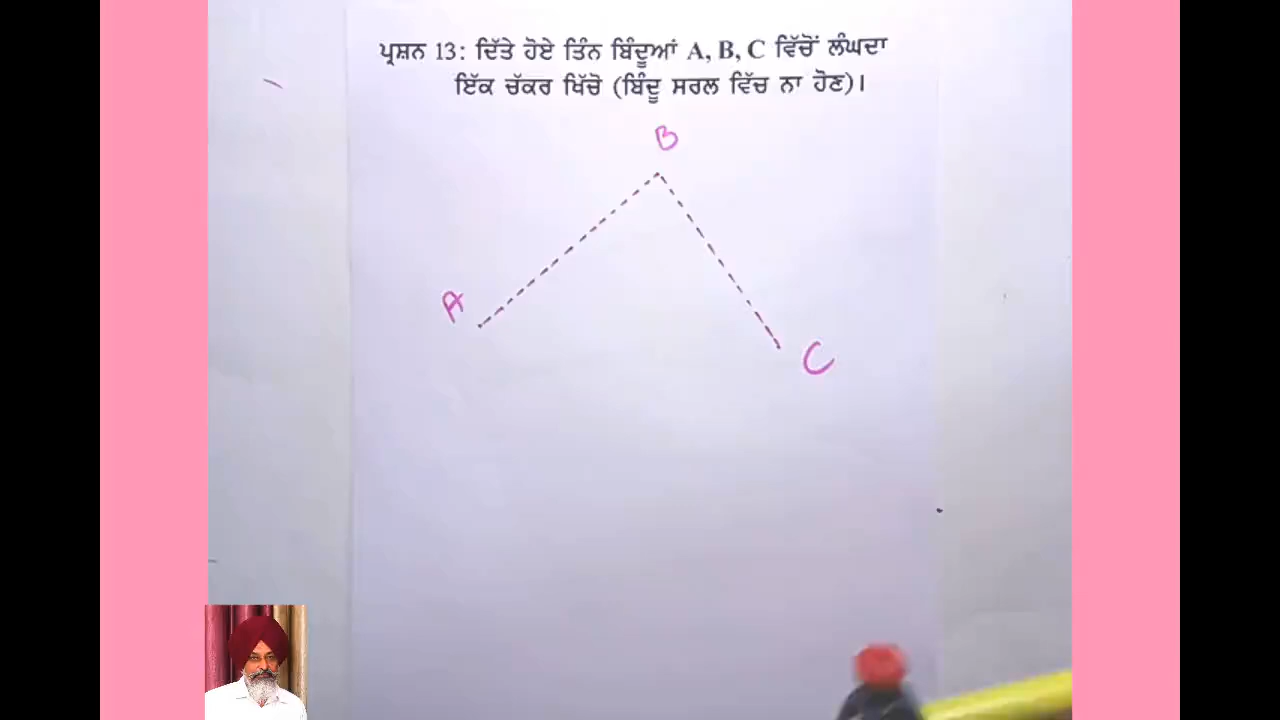 ਪ੍ਰਸ਼ਨ 13: ਦਿੱਤੇ ਹੋਏ ਤਿੰਨ ਬਿੰਦੂਆਂ A, B, C ਵਿੱਚੋਂ ਲੰਘਦਾ
ਇੱਕ ਚੱਕਰ ਖਿੱਚੋ (ਬਿੰਦੂ ਸਰਲ ਵਿੱਚ ਨਾ ਹੋਣ)।
B
A
C